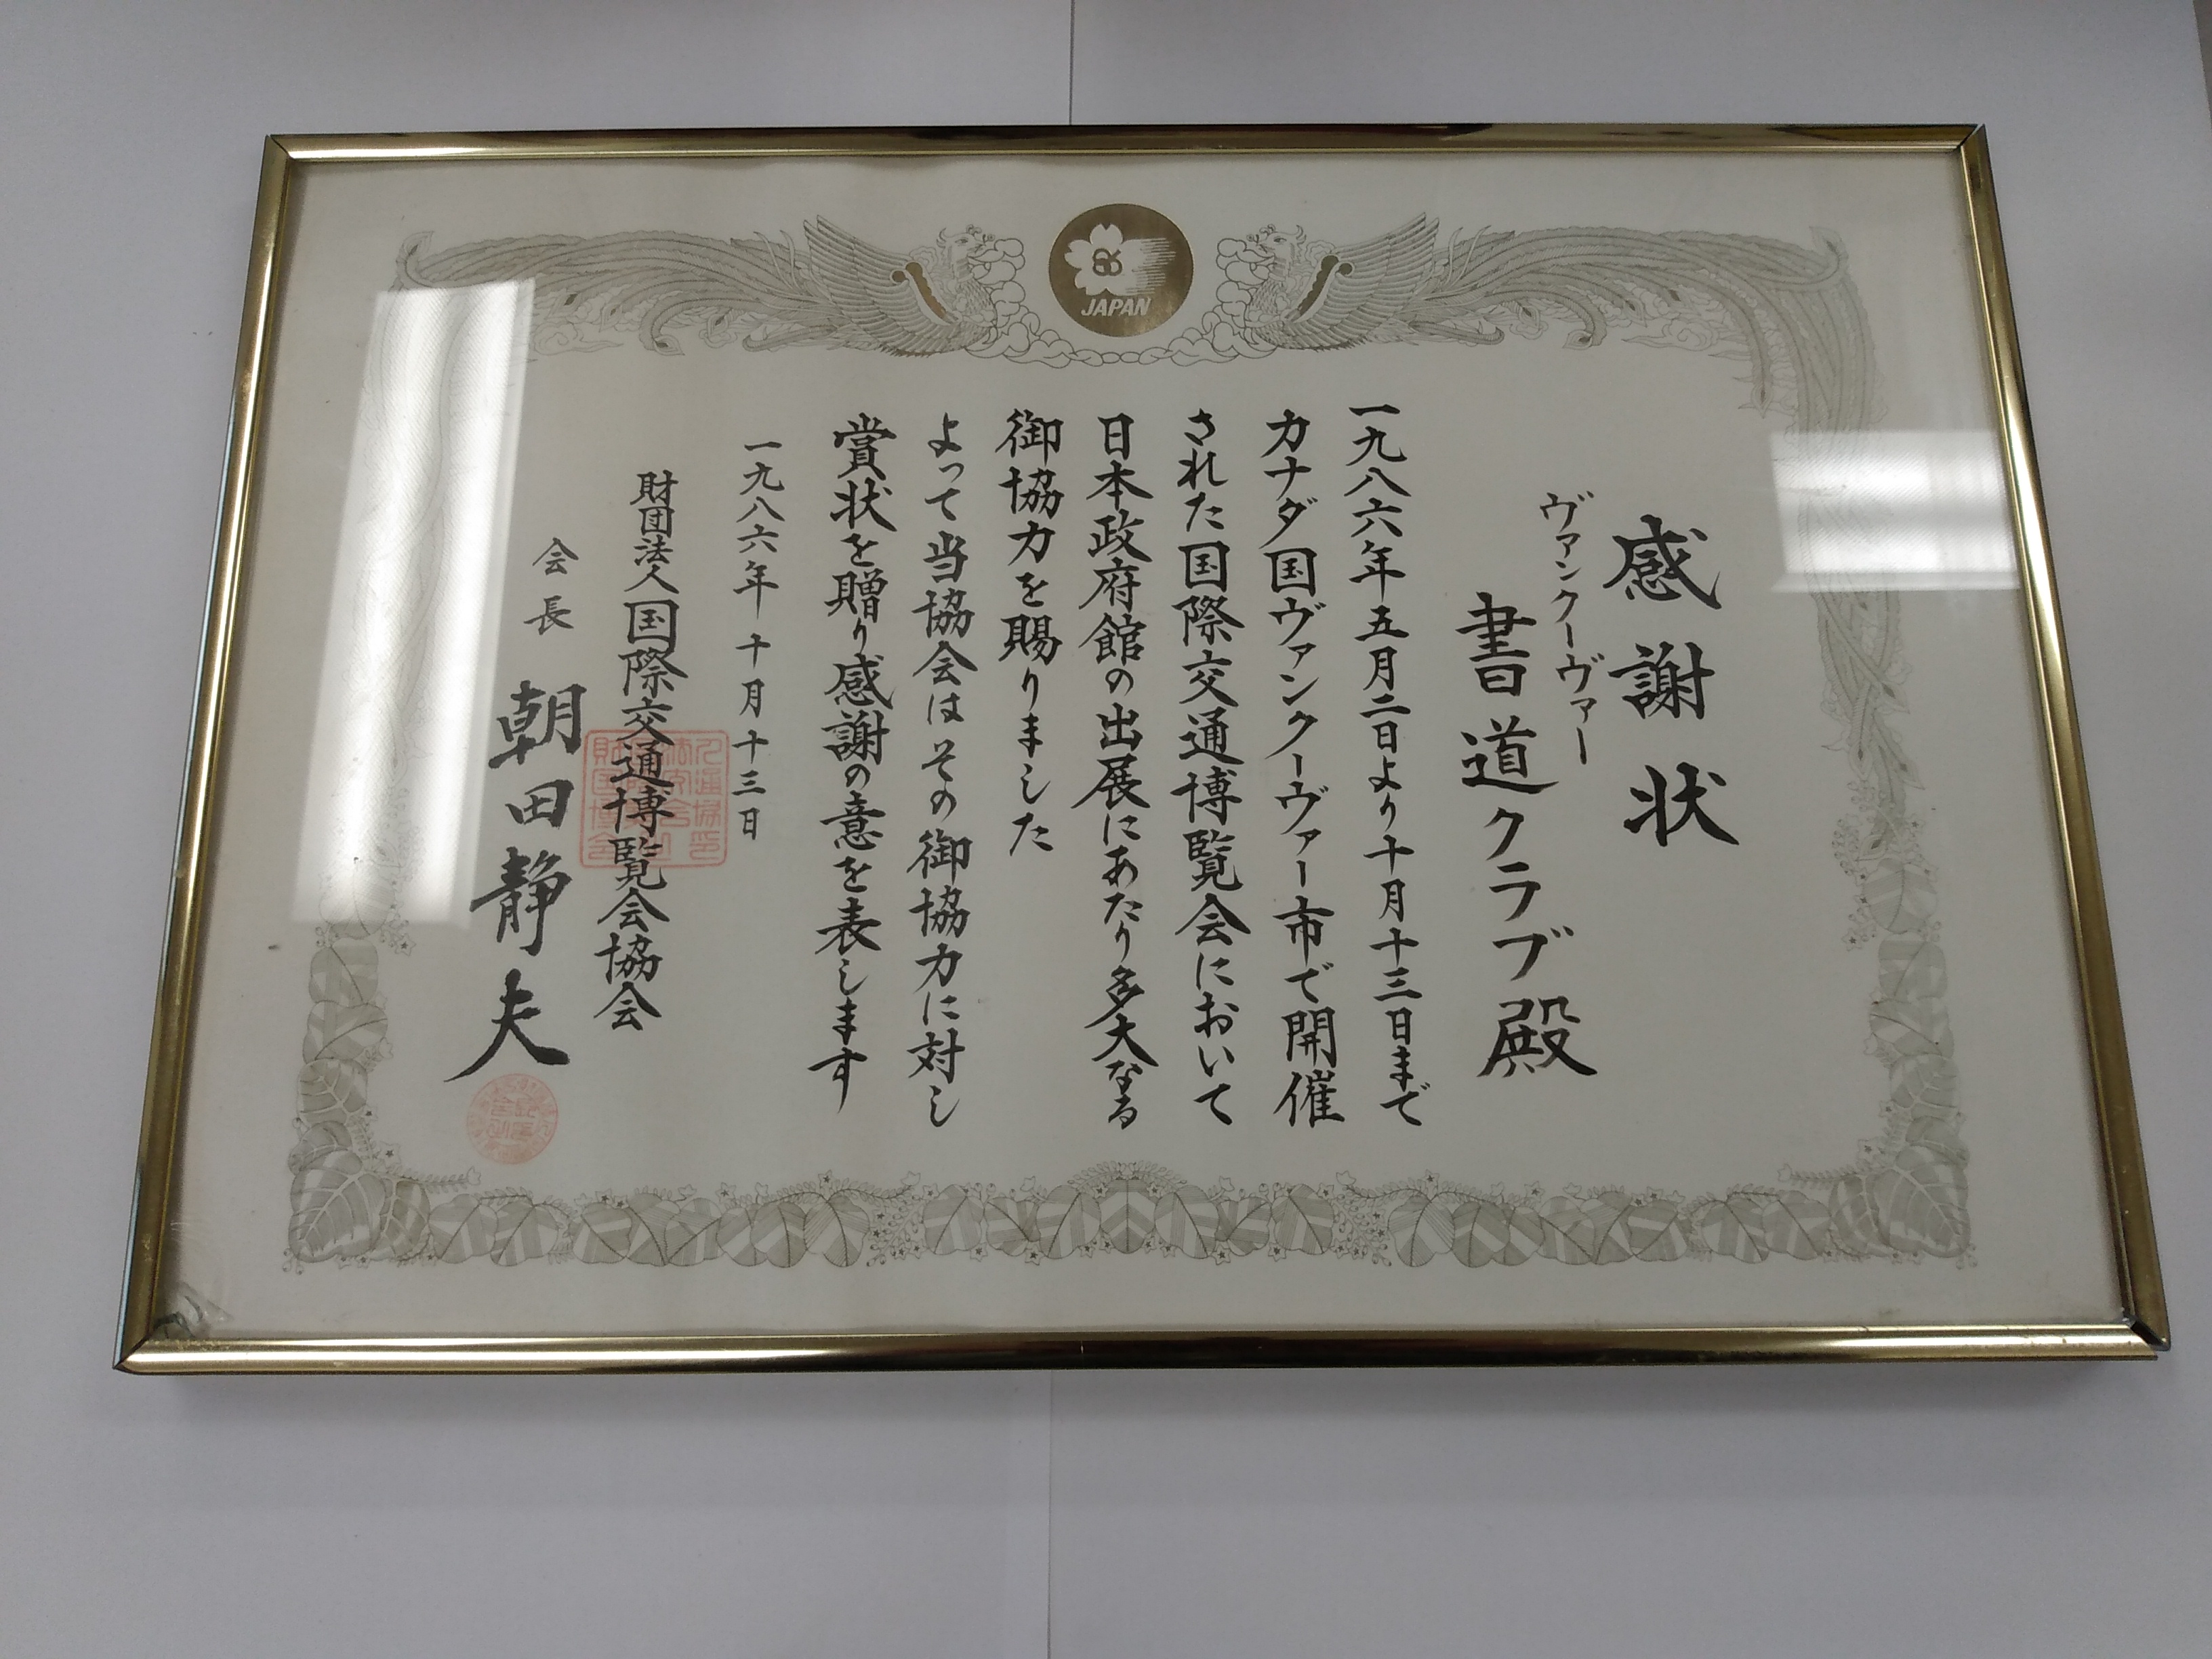 感謝状
ヴァンクーヴァー
書道クラブ殿
一九八六年五月二日より十月十三日まで
カナダ国ヴァンクーヴァー市で開催
された国際交通博覧会において
日本政府館の出展にあたり多大なる
御協力を賜りました
よって当協会はその御協力に対し
賞状を贈り感謝の意を表します
一九八六年十月十三日
財団法人国際交通博覧会協会
会長 朝田静夫
86
JAPAN